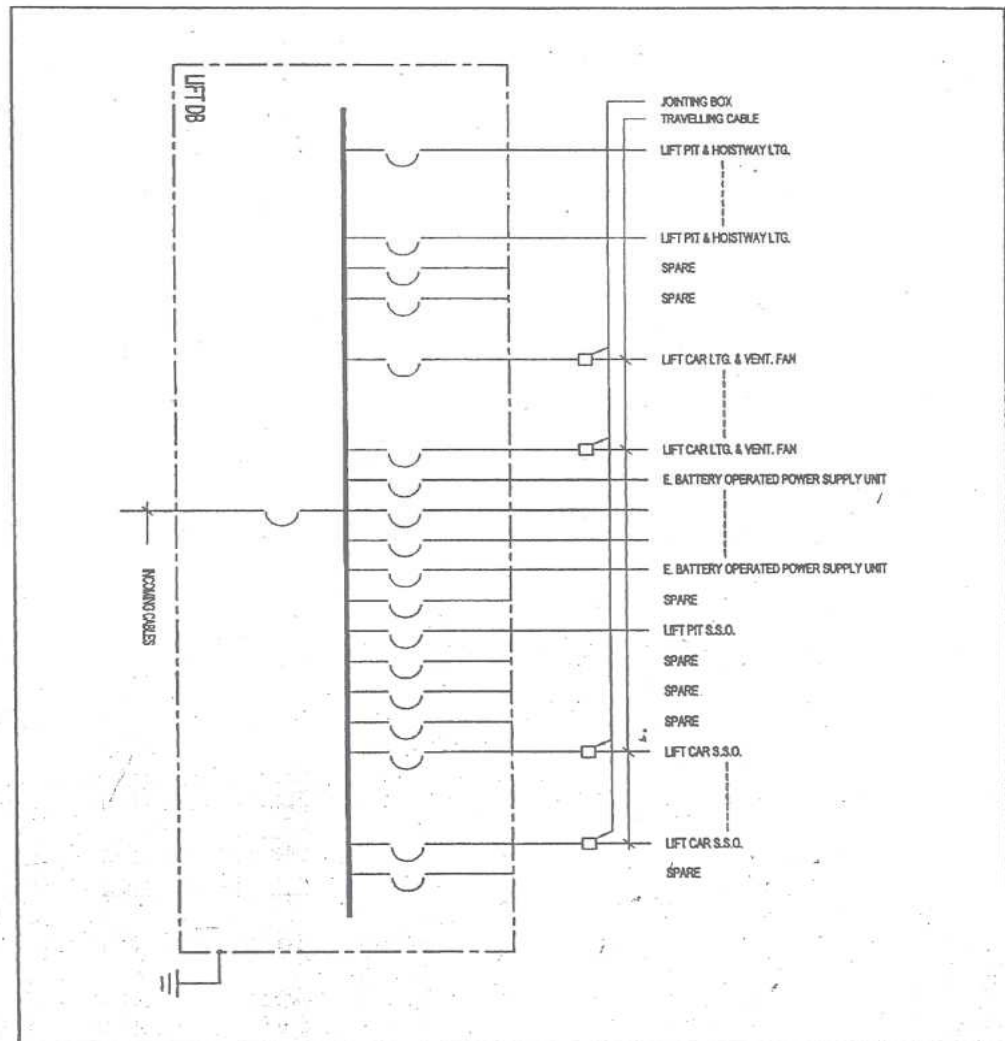 LIFT DB
JOINTING BOX
TRAVELLING CABLE
LIFT PIT & HOISTWAY LTG.
LIFT PIT & HOISTWAY LTG.
SPARE
SPARE
LIFT CAR LTG. & VENT. FAN
LIFT CAR LTG. & VENT. FAN
E. BATTERY OPERATED POWER SUPPLY UNIT
E. BATTERY OPERATED POWER SUPPLY UNIT
SPARE
LIFT PIT S.S.O.
SPARE
SPARE
SPARE
LIFT CAR S.S.O.
LIFT CAR S.S.O.
SPARE
INCOMING CABLES